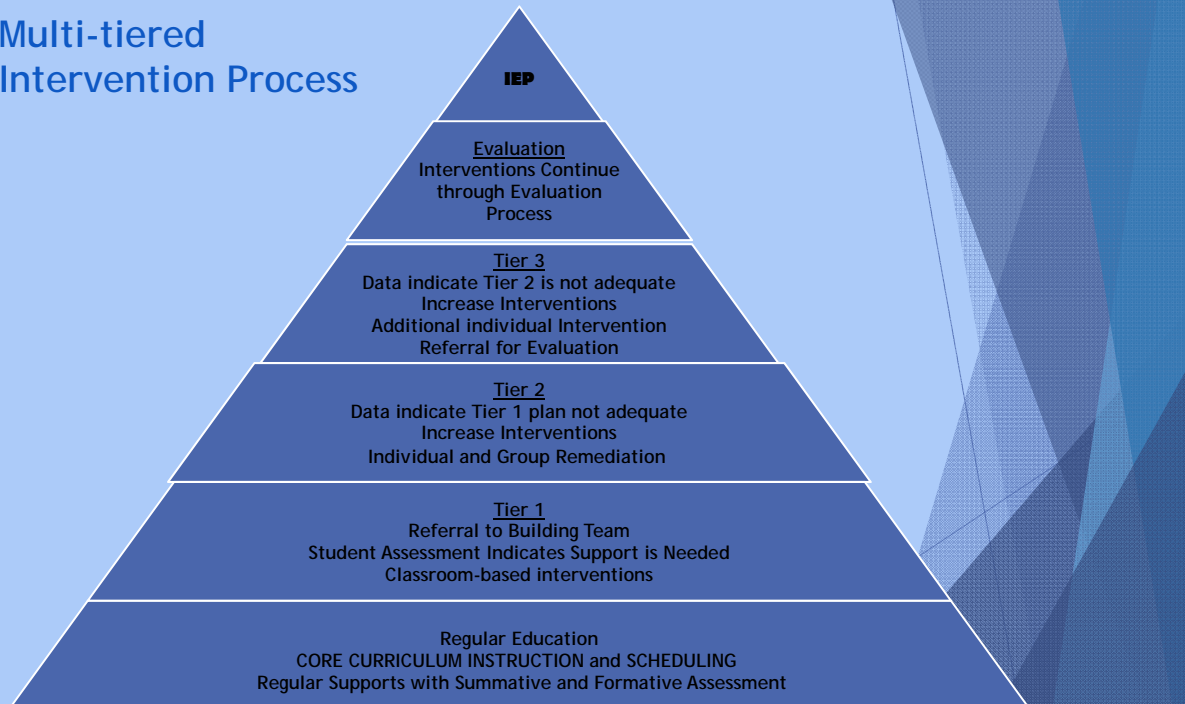 Multi-tiered
Intervention Process
IEP
Evaluation
Interventions Continue
through Evaluation
Process
Tier 3
Data indicate Tier 2 is not adequate
Increase Interventions
Additional individual Intervention
Referral for Evaluation
Tier 2
Data indicate Tier 1 plan not adequate
Increase Interventions
Individual and Group Remediation
Tier 1
Referral to Building Team
Student Assessment Indicates Support is Needed
Classroom-based interventions
Regular Education
CORE CURRICULUM INSTRUCTION and SCHEDULING
Regular Supports with Summative and Formative Assessment